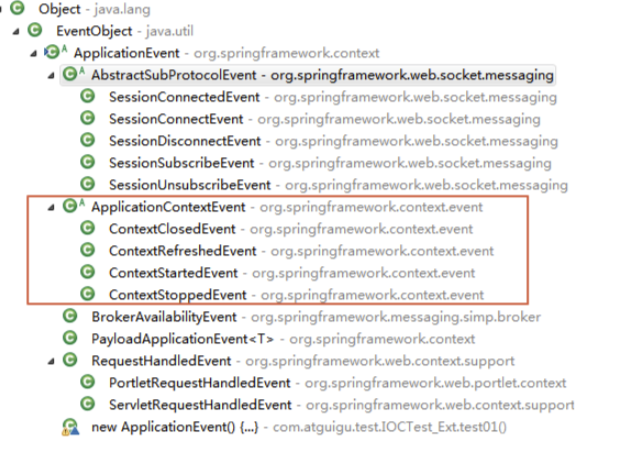 Object - java.lang
EventObject - java.util
ApplicationEvent - org.springframework.context
AbstractSubProtocolEvent - org.springframework.web.socket.messaging
SessionConnectedEvent - org.springframework.web.socket.messaging
SessionConnectEvent - org.springframework.web.socket.messaging
SessionDisconnectEvent - org.springframework.web.socket.messaging
SessionSubscribeEvent - org.springframework.web.socket.messaging
SessionUnsubscribeEvent - org.springframework.web.socket.messaging
ApplicationContextEvent - org.springframework.context.event
ContextClosedEvent - org.springframework.context.event
ContextRefreshedEvent - org.springframework.context.event
ContextStartedEvent - org.springframework.context.event
ContextStoppedEvent - org.springframework.context.event
BrokerAvailabilityEvent - org.springframework.messaging.simp.broker
PayloadApplicationEvent<T> - org.springframework.context
RequestHandledEvent - org.springframework.web.context.support
PortletRequestHandledEvent - org.springframework.web.portlet.context
ServletRequestHandledEvent - org.springframework.web.context.support
new ApplicationEvent() {...} - com.atguigu.test.IOCTest_Ext.test01()